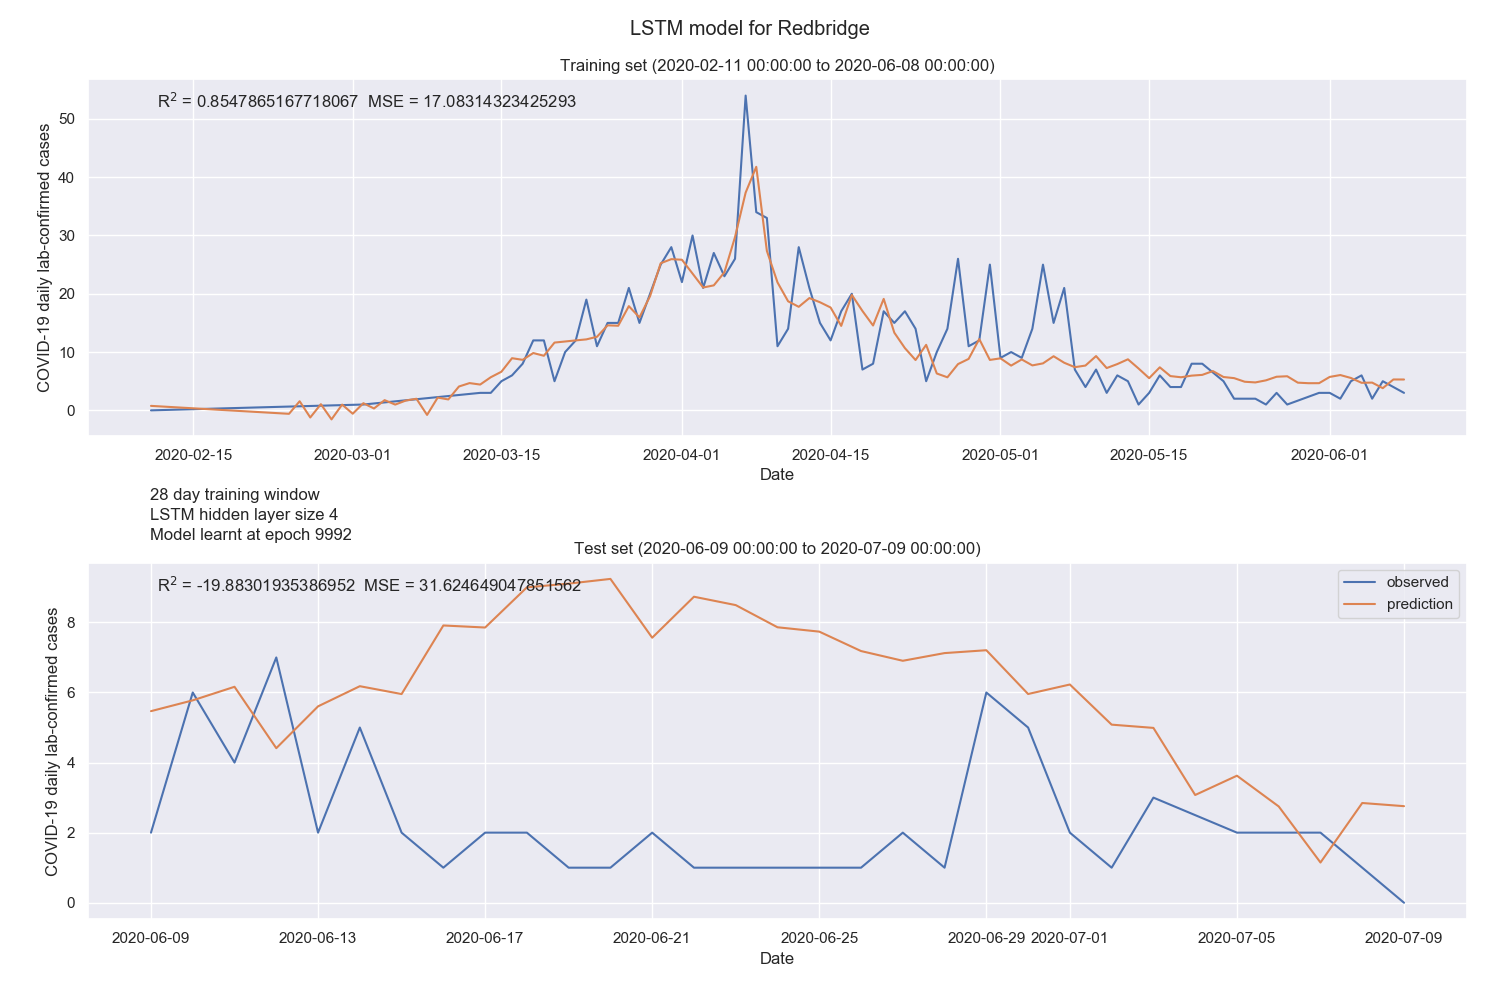 LSTM model for Redbridge
Training set (2020-02-11 00:00:00 to 2020-06-08 00:00:00)
R² = 0.8547865167718067 MSE = 17.08314323425293
COVID-19 daily lab-confirmed cases
50
40
30
20
10
0
2020-02-15 2020-03-01 2020-03-15 2020-04-01 2020-04-15 2020-05-01 2020-05-15 2020-06-01
Date
28 day training window
LSTM hidden layer size 4
Model learnt at epoch 9992
Test set (2020-06-09 00:00:00 to 2020-07-09 00:00:00)
R² = -19.88301935386952 MSE = 31.624649047851562
observed
prediction
COVID-19 daily lab-confirmed cases
8
6
4
2
0
2020-06-09 2020-06-13 2020-06-17 2020-06-21 2020-06-25 2020-06-29 2020-07-01 2020-07-05 2020-07-09
Date